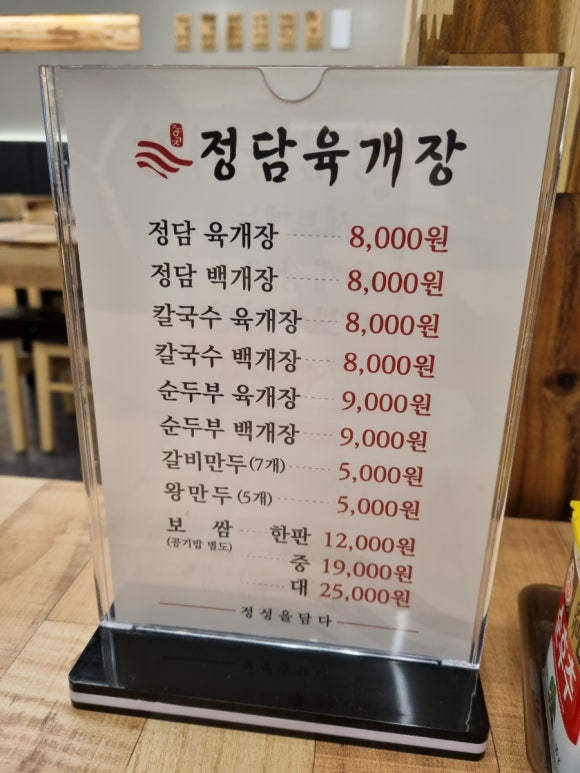 정담육개장
정담 육개장 8,000원
정담 백개장 8,000원
칼국수 육개장 8,000원
칼국수 백개장 8,000원
순두부 육개장 9,000원
순두부 백개장 9,000원
갈비만두(7개) 5,000원
왕만두(5개) 5,000원
보 쌈 한판 12,000원
(공기밥 별도)
중 19,000원
대 25,000원
정성을담다